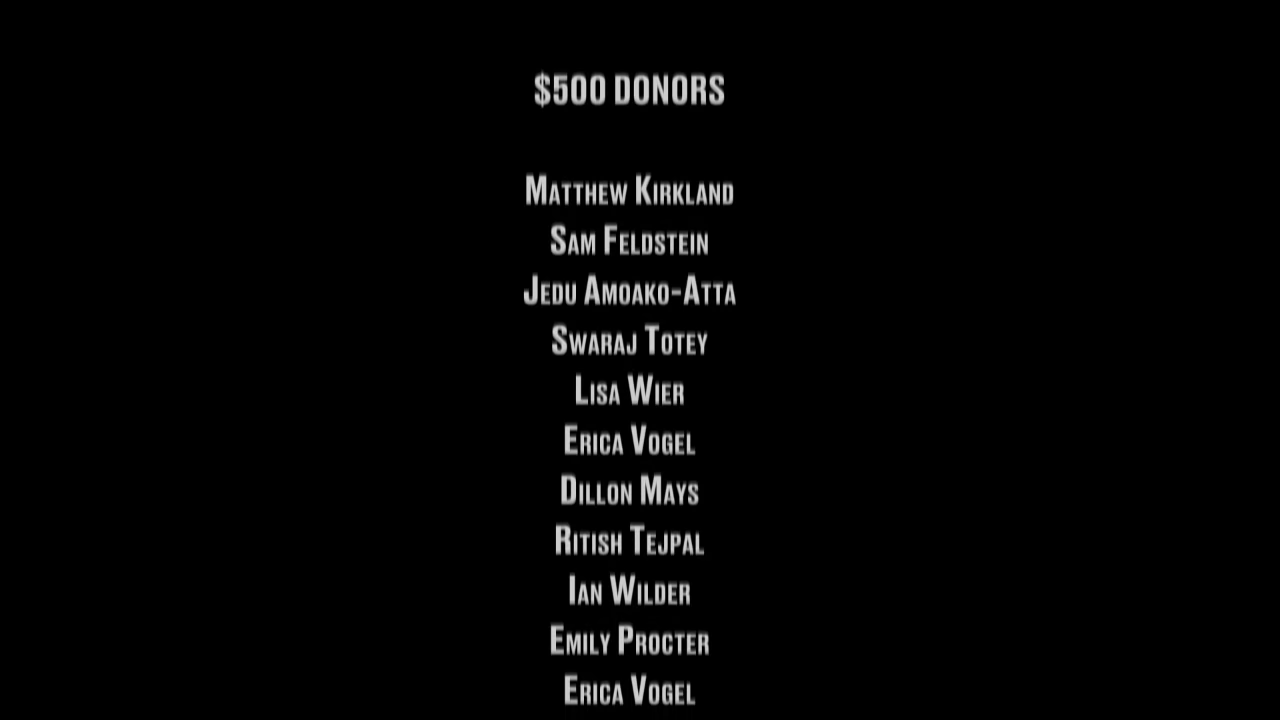 $500 DONORS
Matthew Kirkland
Sam Feldstein
Jedu Amoako-Atta
Swaraj Totey
Lisa Wier
Erica Vogel
Dillon Mays
Ritish Tejpal
Ian Wilder
Emily Procter
Erica Vogel